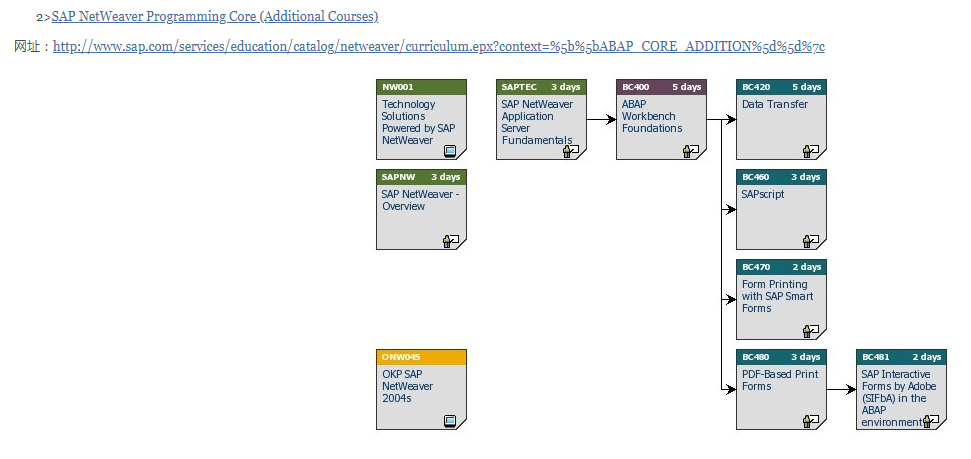 2>SAP NetWeaver Programming Core (Additional Courses)
网址：http://www.sap.com/services/education/catalog/netweaver/curriculum.epx?context=%5b%5bABAP_CORE_ADDITION%5d%5d%7c
NW001
Technology
Solutions
Powered by SAP
NetWeaver
SAPTEC 3 days
SAP NetWeaver
Application
Server
Fundamentals
BC400 5 days
ABAP
Workbench
Foundations
BC420 5 days
Data Transfer
SAPNW 3 days
SAP NetWeaver -
Overview
BC460 3 days
SAPscript
BC470 2 days
Form Printing
with SAP Smart
Forms
ONW04S
OKP SAP
NetWeaver
2004s
BC480 3 days
PDF-Based Print
Forms
BC481 2 days
SAP Interactive
Forms by Adobe
(SIFbA) in the
ABAP
environment